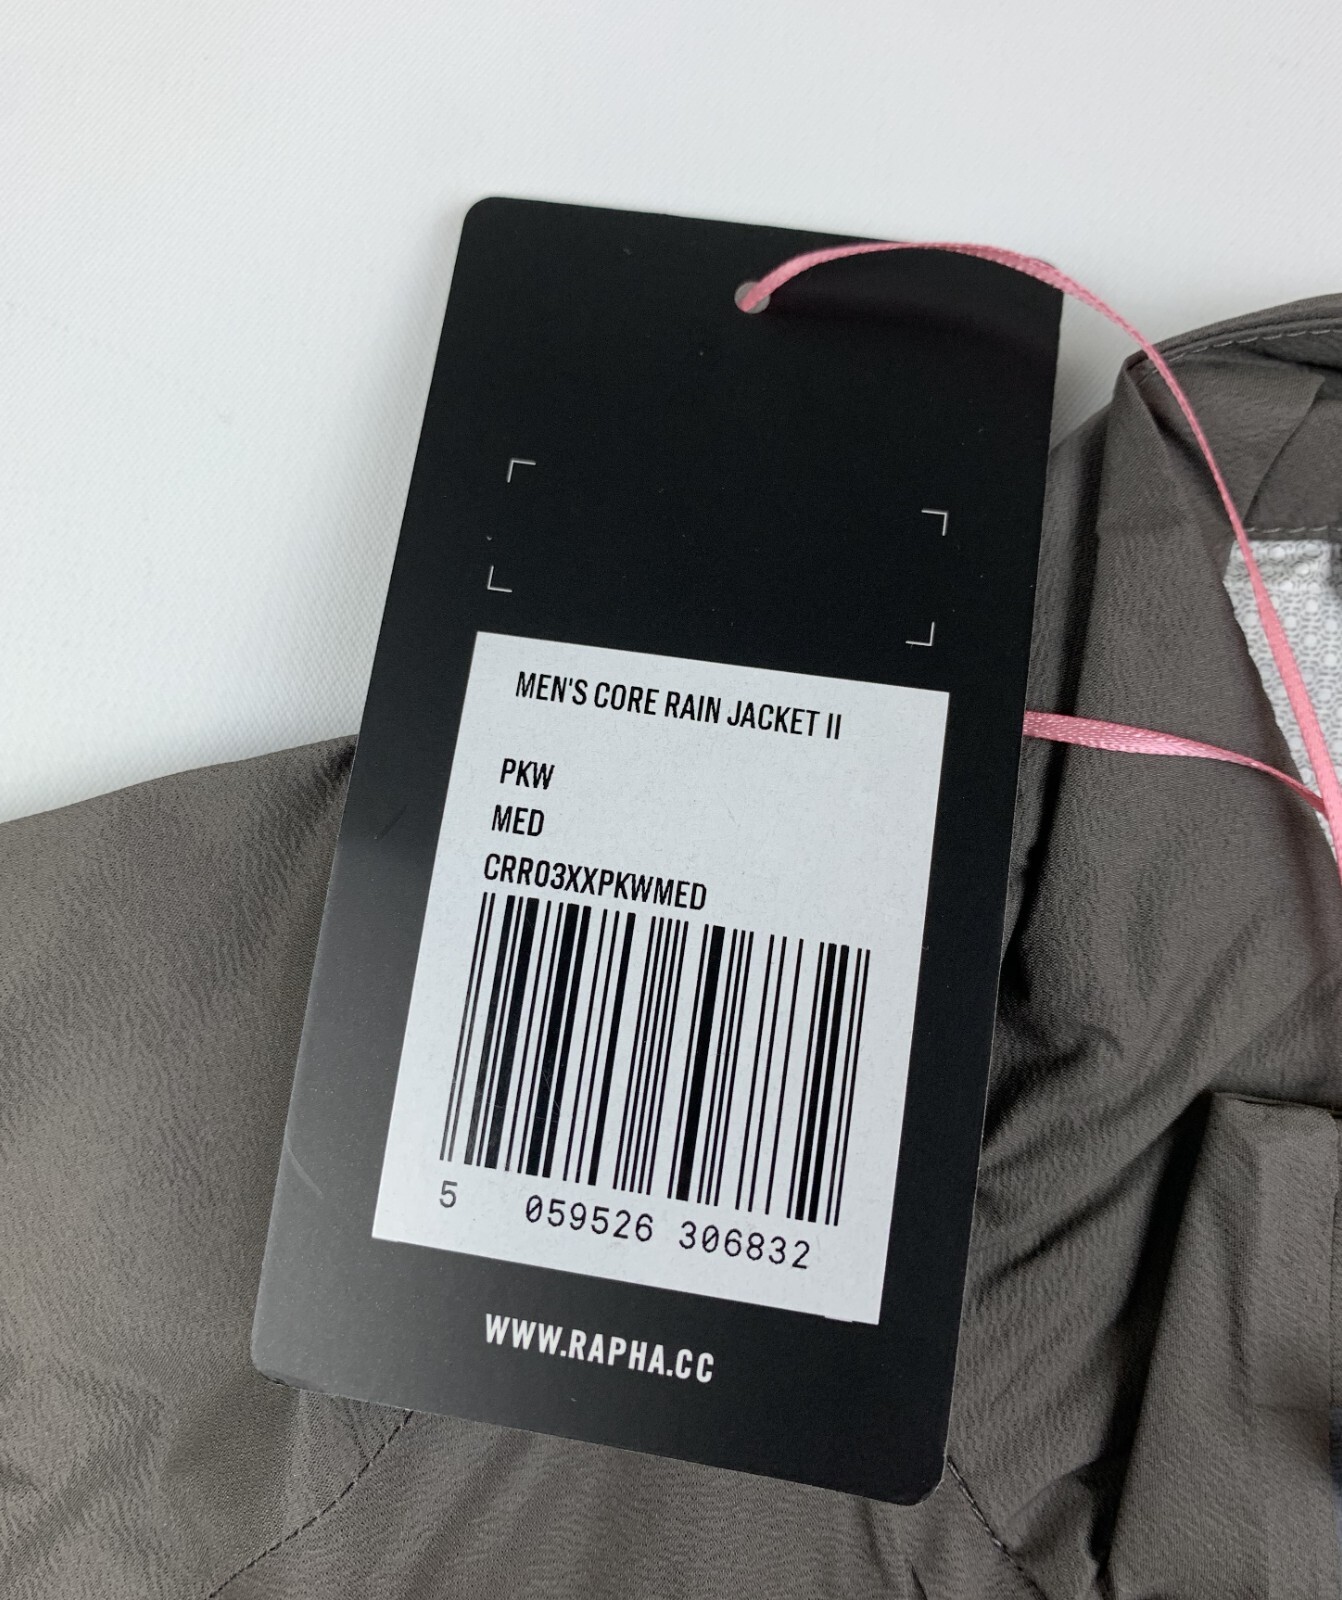 MEN'S CORE RAIN JACKET II
PKW
MED
CRR03XXPKWMED
5 059526 306832
WWW.RAPHA.CC